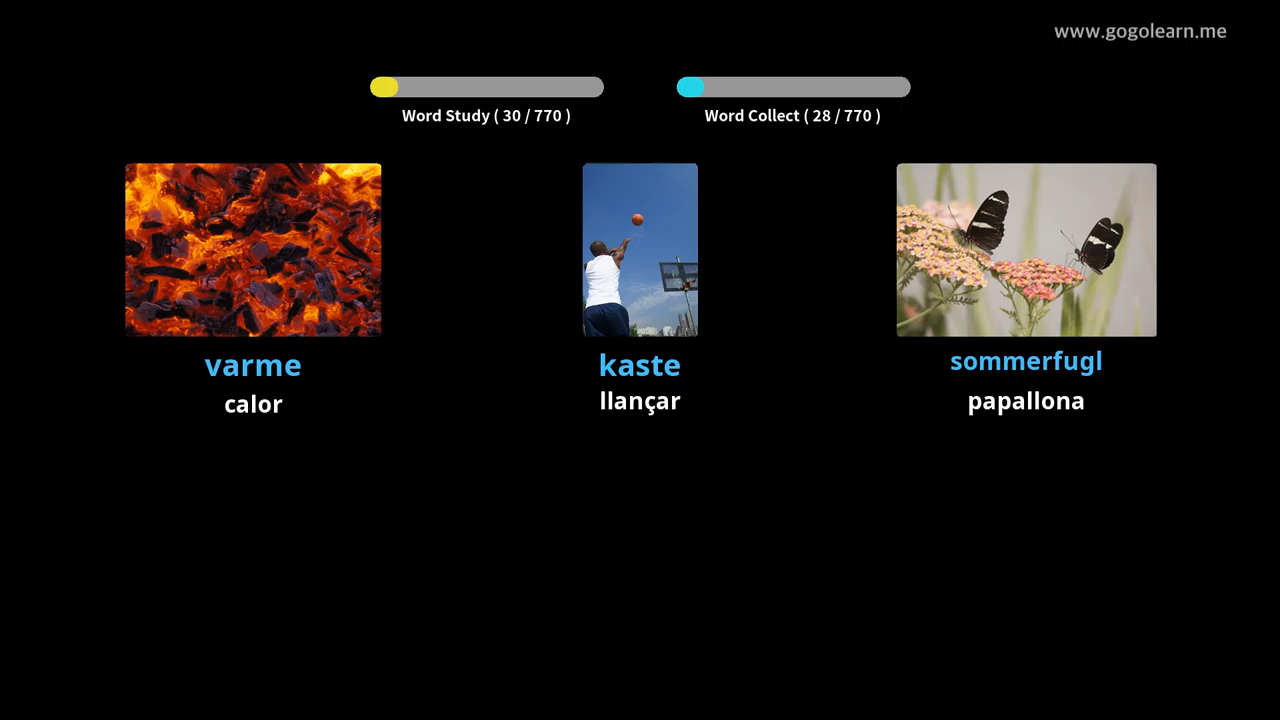 www.gogolearn.me
Word Study ( 30 / 770 )
Word Collect ( 28 / 770 )
varme
calor
kaste
llançar
sommerfugl
papallona